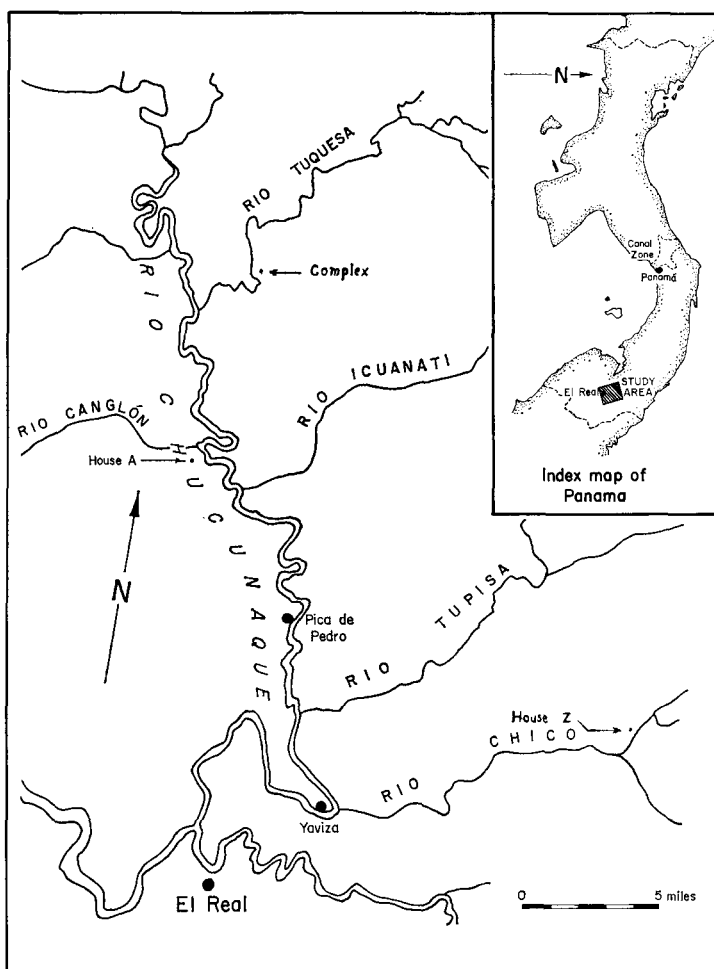 N
Canal
Zone
Panamá
El Real
STUDY
AREA
Index map of
Panama
RIO TUQUESA
Complex
RIO ICUANATI
RIO CANGLÓN
House A
RIO CHUCUNAQUE
N
Pica de
Pedro
RIO TUPISA
House Z
RIO CHICO
Yaviza
El Real
0 5 miles